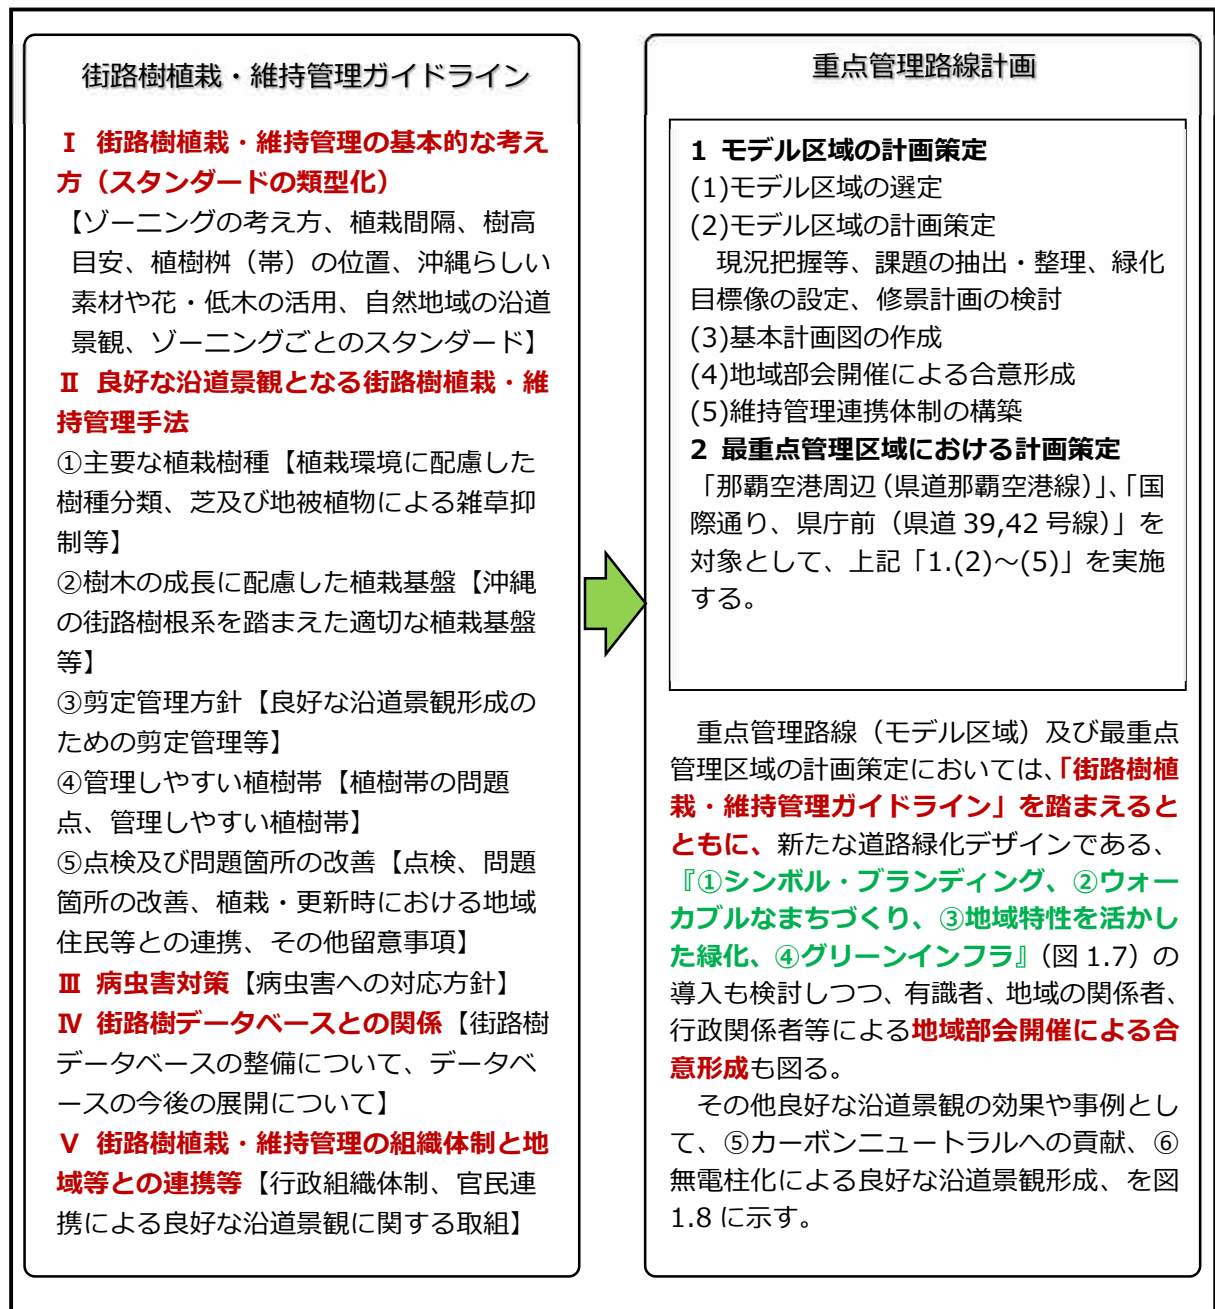 街路樹植栽・維持管理ガイドライン
Ⅰ 街路樹植栽・維持管理の基本的な考え
方（スタンダードの類型化）
【ゾーニングの考え方、植栽間隔、樹高
目安、植樹桝（帯）の位置、沖縄らしい
素材や花・低木の活用、自然地域の沿道
景観、ゾーニングごとのスタンダード】
Ⅱ 良好な沿道景観となる街路樹植栽・維
持管理手法
①主要な植栽樹種【植栽環境に配慮した
樹種分類、芝及び地被植物による雑草抑
制等】
②樹木の成長に配慮した植栽基盤【沖縄
の街路樹根系を踏まえた適切な植栽基盤
等】
③剪定管理方針【良好な沿道景観形成の
ための剪定管理等】
④管理しやすい植樹帯【植樹帯の問題
点、管理しやすい植樹帯】
⑤点検及び問題箇所の改善【点検、問題
箇所の改善、植栽・更新時における地域
住民等との連携、その他留意事項】
Ⅲ 病虫害対策【病虫害への対応方針】
Ⅳ 街路樹データベースとの関係【街路樹
データベースの整備について、データベ
ースの今後の展開について】
Ⅴ 街路樹植栽・維持管理の組織体制と地
域等との連携等【行政組織体制、官民連
携による良好な沿道景観に関する取組】
重点管理路線計画
1 モデル区域の計画策定
(1)モデル区域の選定
(2)モデル区域の計画策定
現況把握等、課題の抽出・整理、緑化
目標像の設定、修景計画の検討
(3)基本計画図の作成
(4)地域部会開催による合意形成
(5)維持管理連携体制の構築
2 最重点管理区域における計画策定
「那覇空港周辺（県道那覇空港線）」、「国
際通り、県庁前（県道 39,42 号線）」を
対象として、上記「1.(2)～(5)」を実施
する。
重点管理路線（モデル区域）及び最重点
管理区域の計画策定においては、「街路樹植
栽・維持管理ガイドライン」を踏まえると
ともに、新たな道路緑化デザインである、
『①シンボル・ブランディング、②ウォー
カブルなまちづくり、③地域特性を活かし
た緑化、④グリーンインフラ』（図 1.7）の
導入も検討しつつ、有識者、地域の関係者、
行政関係者等による地域部会開催による合
意形成も図る。
その他良好な沿道景観の効果や事例とし
て、⑤カーボンニュートラルへの貢献、⑥
無電柱化による良好な沿道景観形成、を図
1.8 に示す。